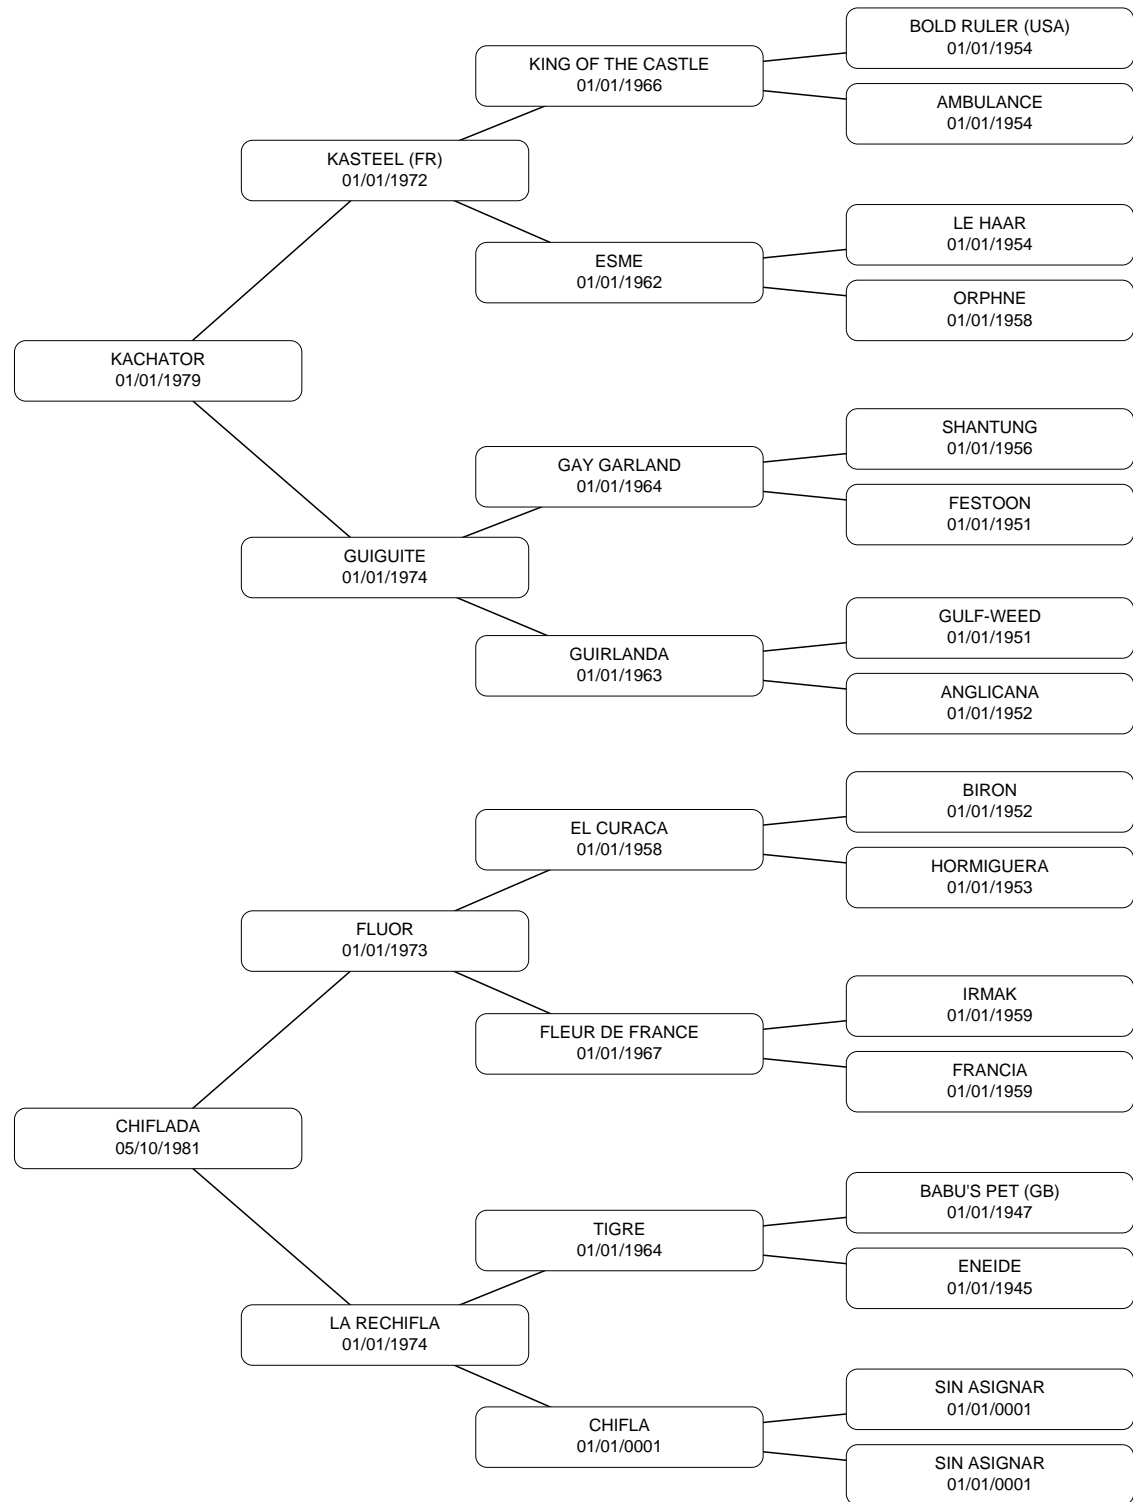 BOLD RULER (USA)
01/01/1954
KING OF THE CASTLE
01/01/1966
AMBULANCE
01/01/1954
KASTEEL (FR)
01/01/1972
LE HAAR
01/01/1954
ESME
01/01/1962
ORPHNE
01/01/1958
KACHATOR
01/01/1979
SHANTUNG
01/01/1956
GAY GARLAND
01/01/1964
FESTOON
01/01/1951
GUIGUITE
01/01/1974
GULF-WEED
01/01/1951
GUIRLANDA
01/01/1963
ANGLICANA
01/01/1952
BIRON
01/01/1952
EL CURACA
01/01/1958
HORMIGUERA
01/01/1953
FLUOR
01/01/1973
IRMAK
01/01/1959
FLEUR DE FRANCE
01/01/1967
FRANCIA
01/01/1959
CHIFLADA
05/10/1981
BABU'S PET (GB)
01/01/1947
TIGRE
01/01/1964
ENEIDE
01/01/1945
LA RECHIFLA
01/01/1974
SIN ASIGNAR
01/01/0001
CHIFLA
01/01/0001
SIN ASIGNAR
01/01/0001